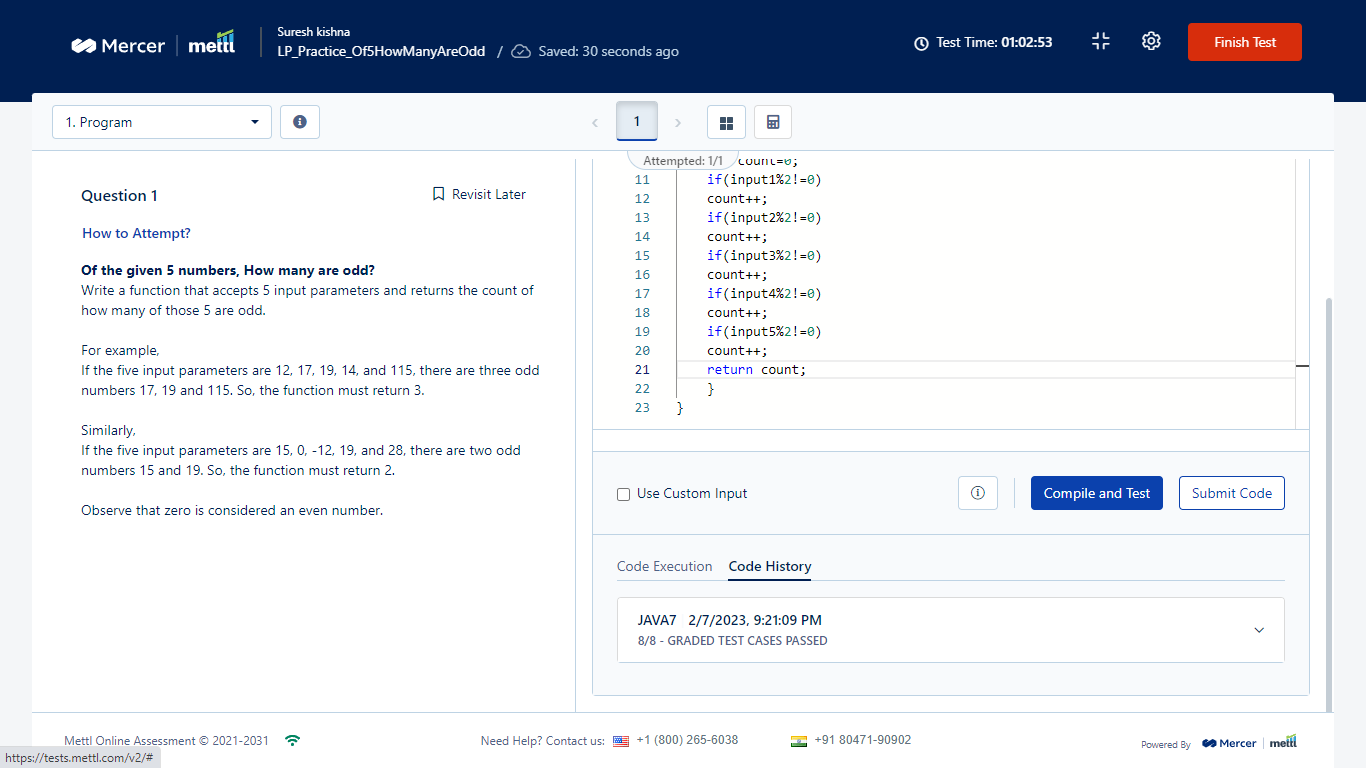 Mercer | mettl
Suresh kishna
LP_Practice_Of5HowManyAreOdd / Saved: 30 seconds ago
Test Time: 01:02:53
Finish Test
1. Program
1
Attempted: 1/1
Question 1
Revisit Later
How to Attempt?
Of the given 5 numbers, How many are odd?
Write a function that accepts 5 input parameters and returns the count of
how many of those 5 are odd.
For example,
If the five input parameters are 12, 17, 19, 14, and 115, there are three odd
numbers 17, 19 and 115. So, the function must return 3.
Similarly,
If the five input parameters are 15, 0, -12, 19, and 28, there are two odd
numbers 15 and 19. So, the function must return 2.
Observe that zero is considered an even number.
count=0;
11 if(input1%2!=0)
12 count++;
13 if(input2%2!=0)
14 count++;
15 if(input3%2!=0)
16 count++;
17 if(input4%2!=0)
18 count++;
19 if(input5%2!=0)
20 count++;
21 return count;
22 }
23 }
Use Custom Input
Compile and Test
Submit Code
Code Execution
Code History
JAVA7 2/7/2023, 9:21:09 PM
8/8 - GRADED TEST CASES PASSED
Mettl Online Assessment © 2021-2031
Need Help? Contact us: +1 (800) 265-6038
+91 80471-90902
Powered By Mercer | mettl
https://tests.mettl.com/v2/#